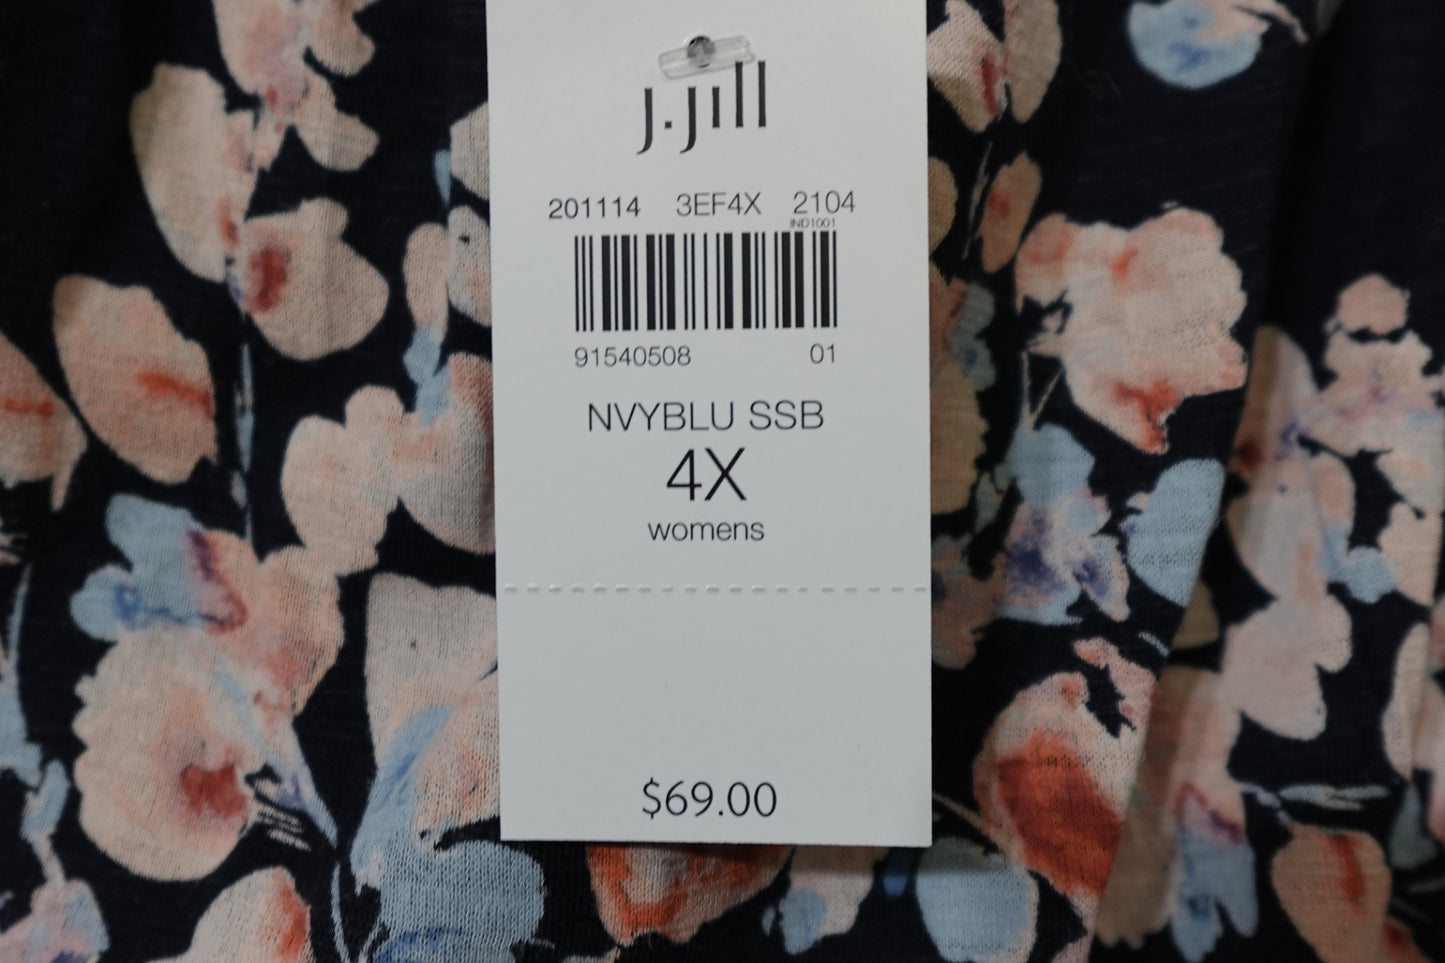 J.Jill
201114 3EF4X 2104
IND1001
91540508 01
NVYBLU SSB
4X
womens
$69.00